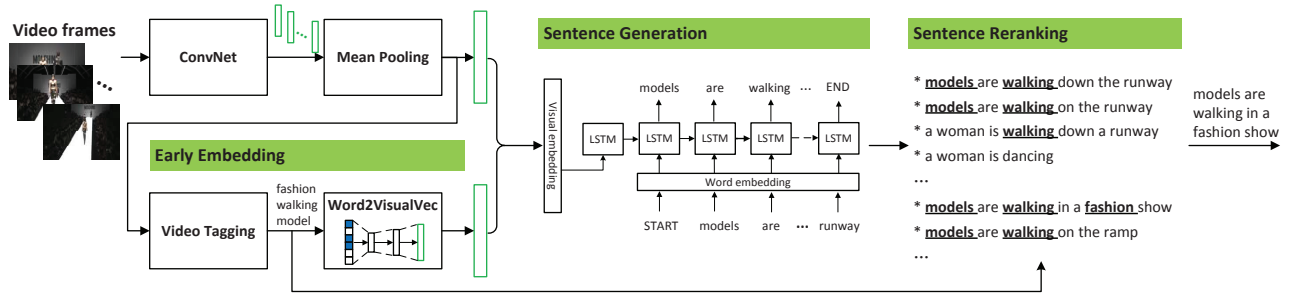 Video frames
ConvNet
Mean Pooling
Early Embedding
Video Tagging
fashion
walking
model
Word2VisualVec
Sentence Generation
Visual embedding
models are walking ... END
LSTM LSTM LSTM LSTM LSTM
Word embedding
START models are ... runway
Sentence Reranking
* models are walking down the runway
* models are walking on the runway
* a woman is walking down a runway
* a woman is dancing
...
* models are walking in a fashion show
* models are walking on the ramp
...
models are
walking in a
fashion show